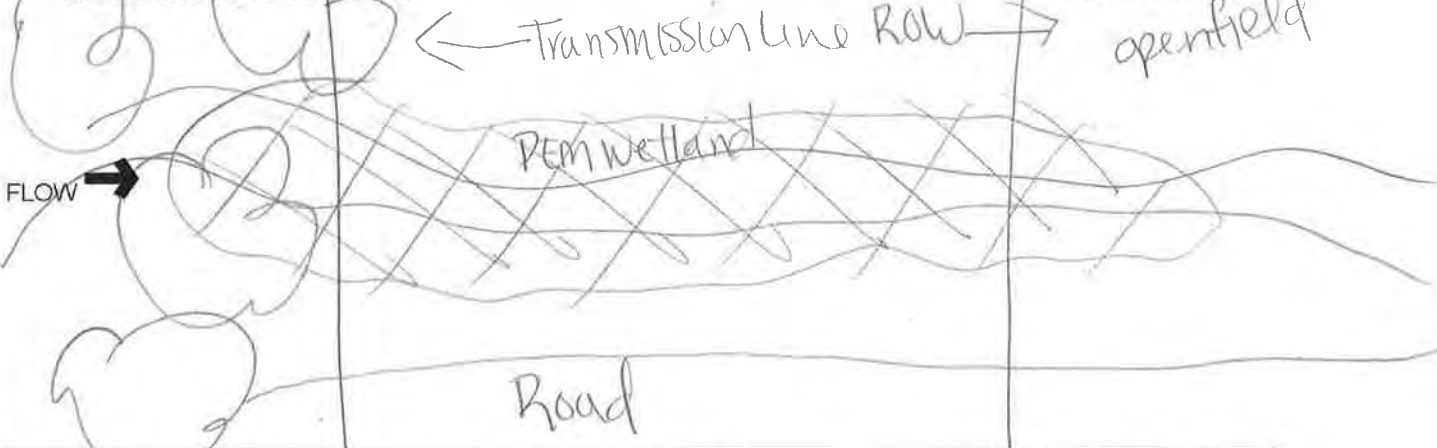 Transmission Line ROW
openfield
PEM wetland
FLOW
Road